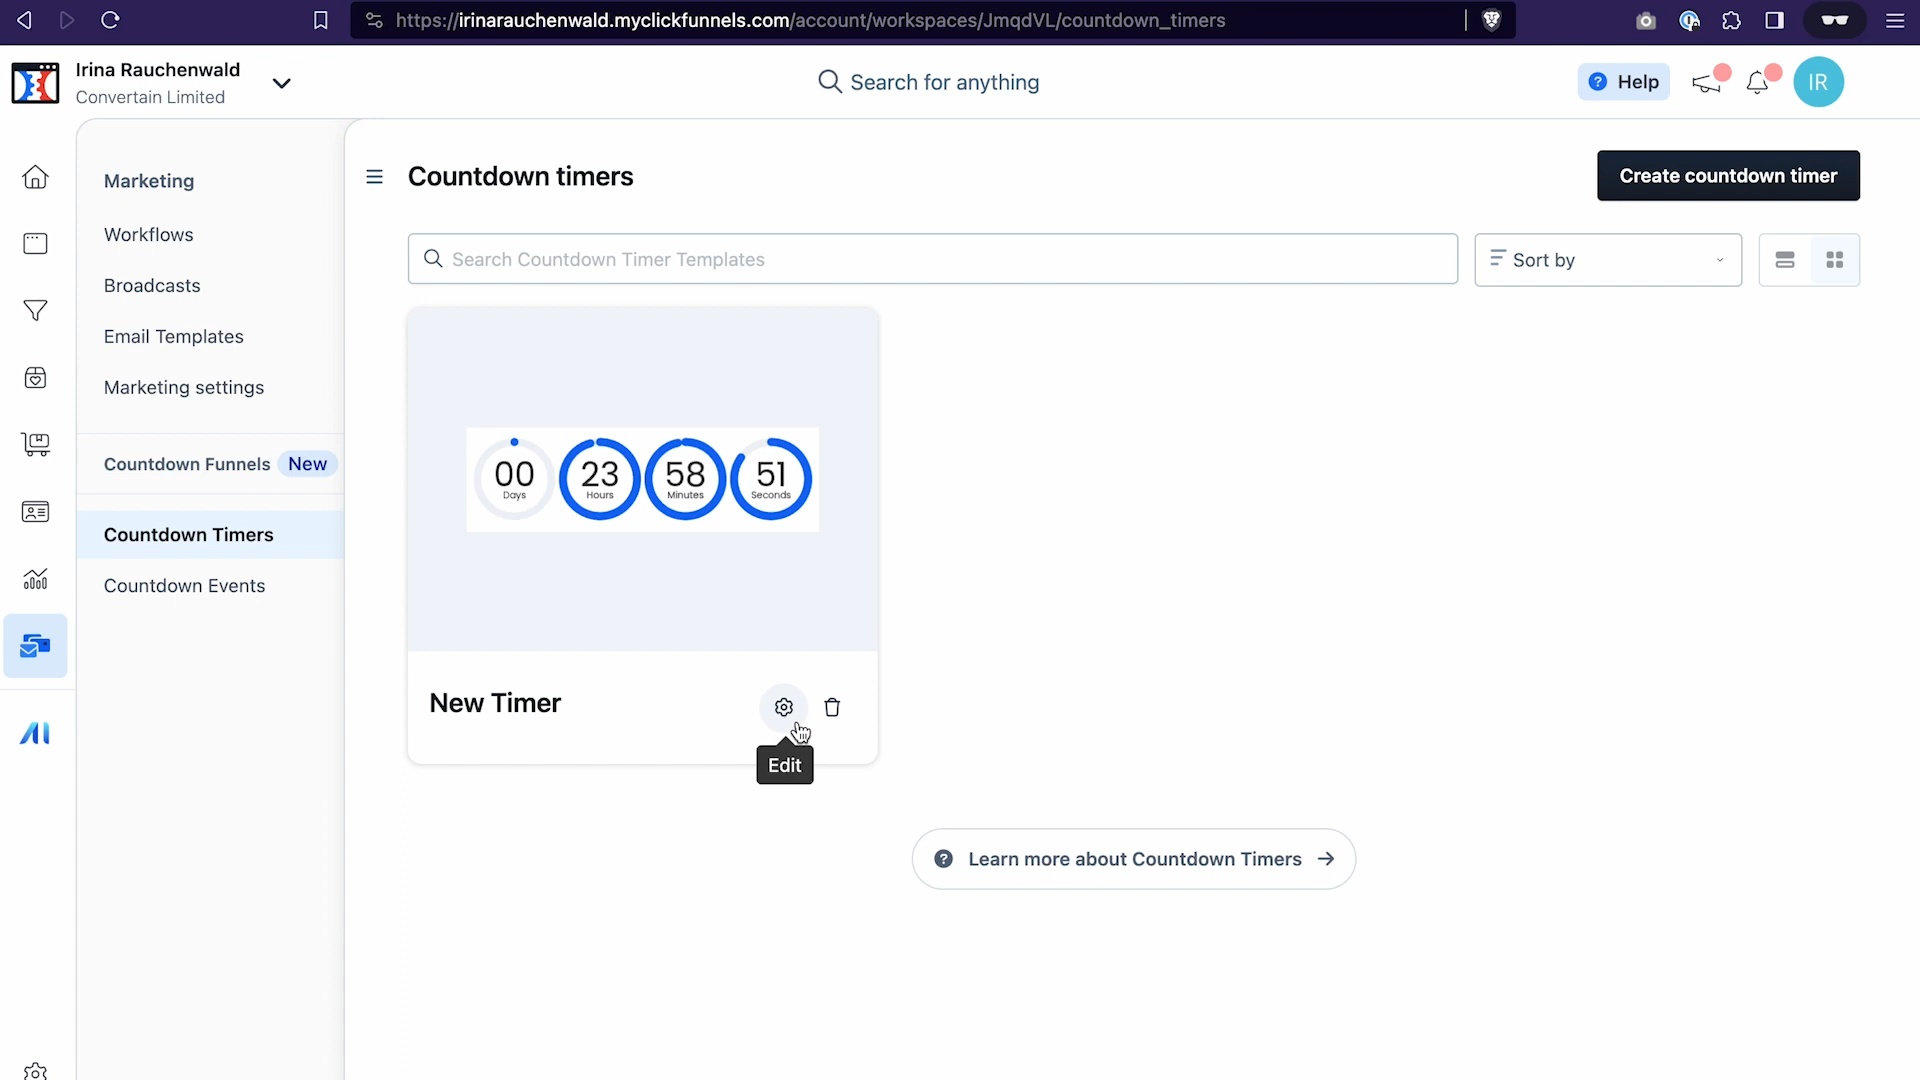 https://irinarauchenwald.myclickfunnels.com/account/workspaces/JmqdVL/countdown_timers
Irina Rauchenwald
Convertain Limited
Search for anything
? Help
IR
Marketing
Workflows
Broadcasts
Email Templates
Marketing settings
Countdown Funnels New
Countdown Timers
Countdown Events
AI
Countdown timers
Create countdown timer
Search Countdown Timer Templates
Sort by
00 23 58 51
Days Hours Minutes Seconds
New Timer
Edit
? Learn more about Countdown Timers →